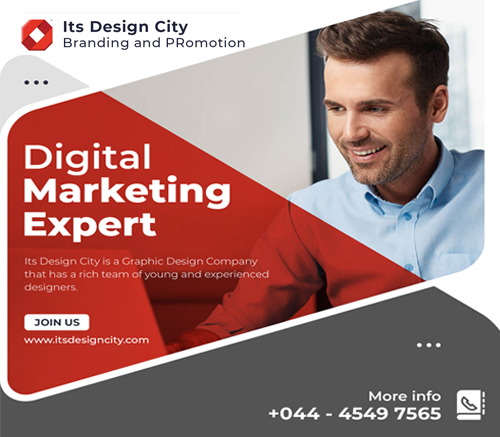 Its Design City
Branding and PRomotion
Digital
Marketing
Expert
Its Design City is a Graphic Design Company
that has a rich team of young and experienced
designers.
JOIN US
www.itsdesigncity.com
More info
+044 - 4549 7565